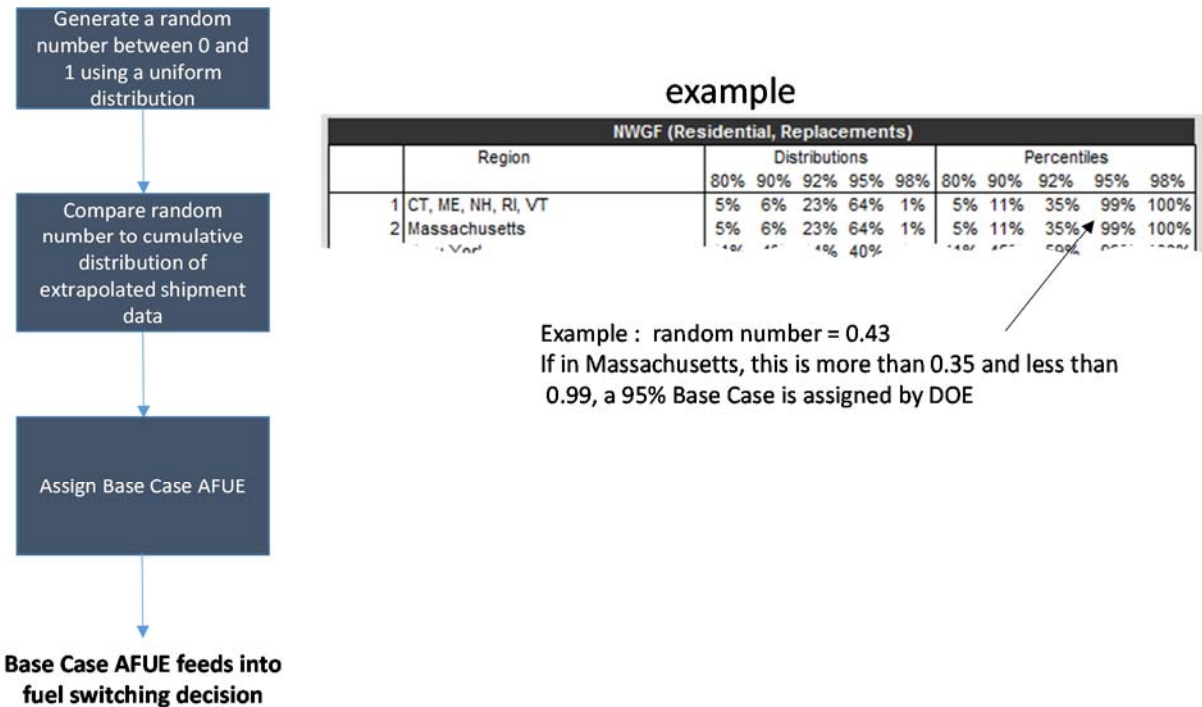 Generate a random
number between 0 and
1 using a uniform
distribution
Compare random
number to cumulative
distribution of
extrapolated shipment
data
Assign Base Case AFUE
Base Case AFUE feeds into
fuel switching decision
example
NWGF (Residential, Replacements)
Region Distributions Percentiles
80% 90% 92% 95% 98% 80% 90% 92% 95% 98%
1 CT, ME, NH, RI, VT 5% 6% 23% 64% 1% 5% 11% 35% 99% 100%
2 Massachusetts 5% 6% 23% 64% 1% 5% 11% 35% 99% 100%
40%
Example : random number = 0.43
If in Massachusetts, this is more than 0.35 and less than
0.99, a 95% Base Case is assigned by DOE